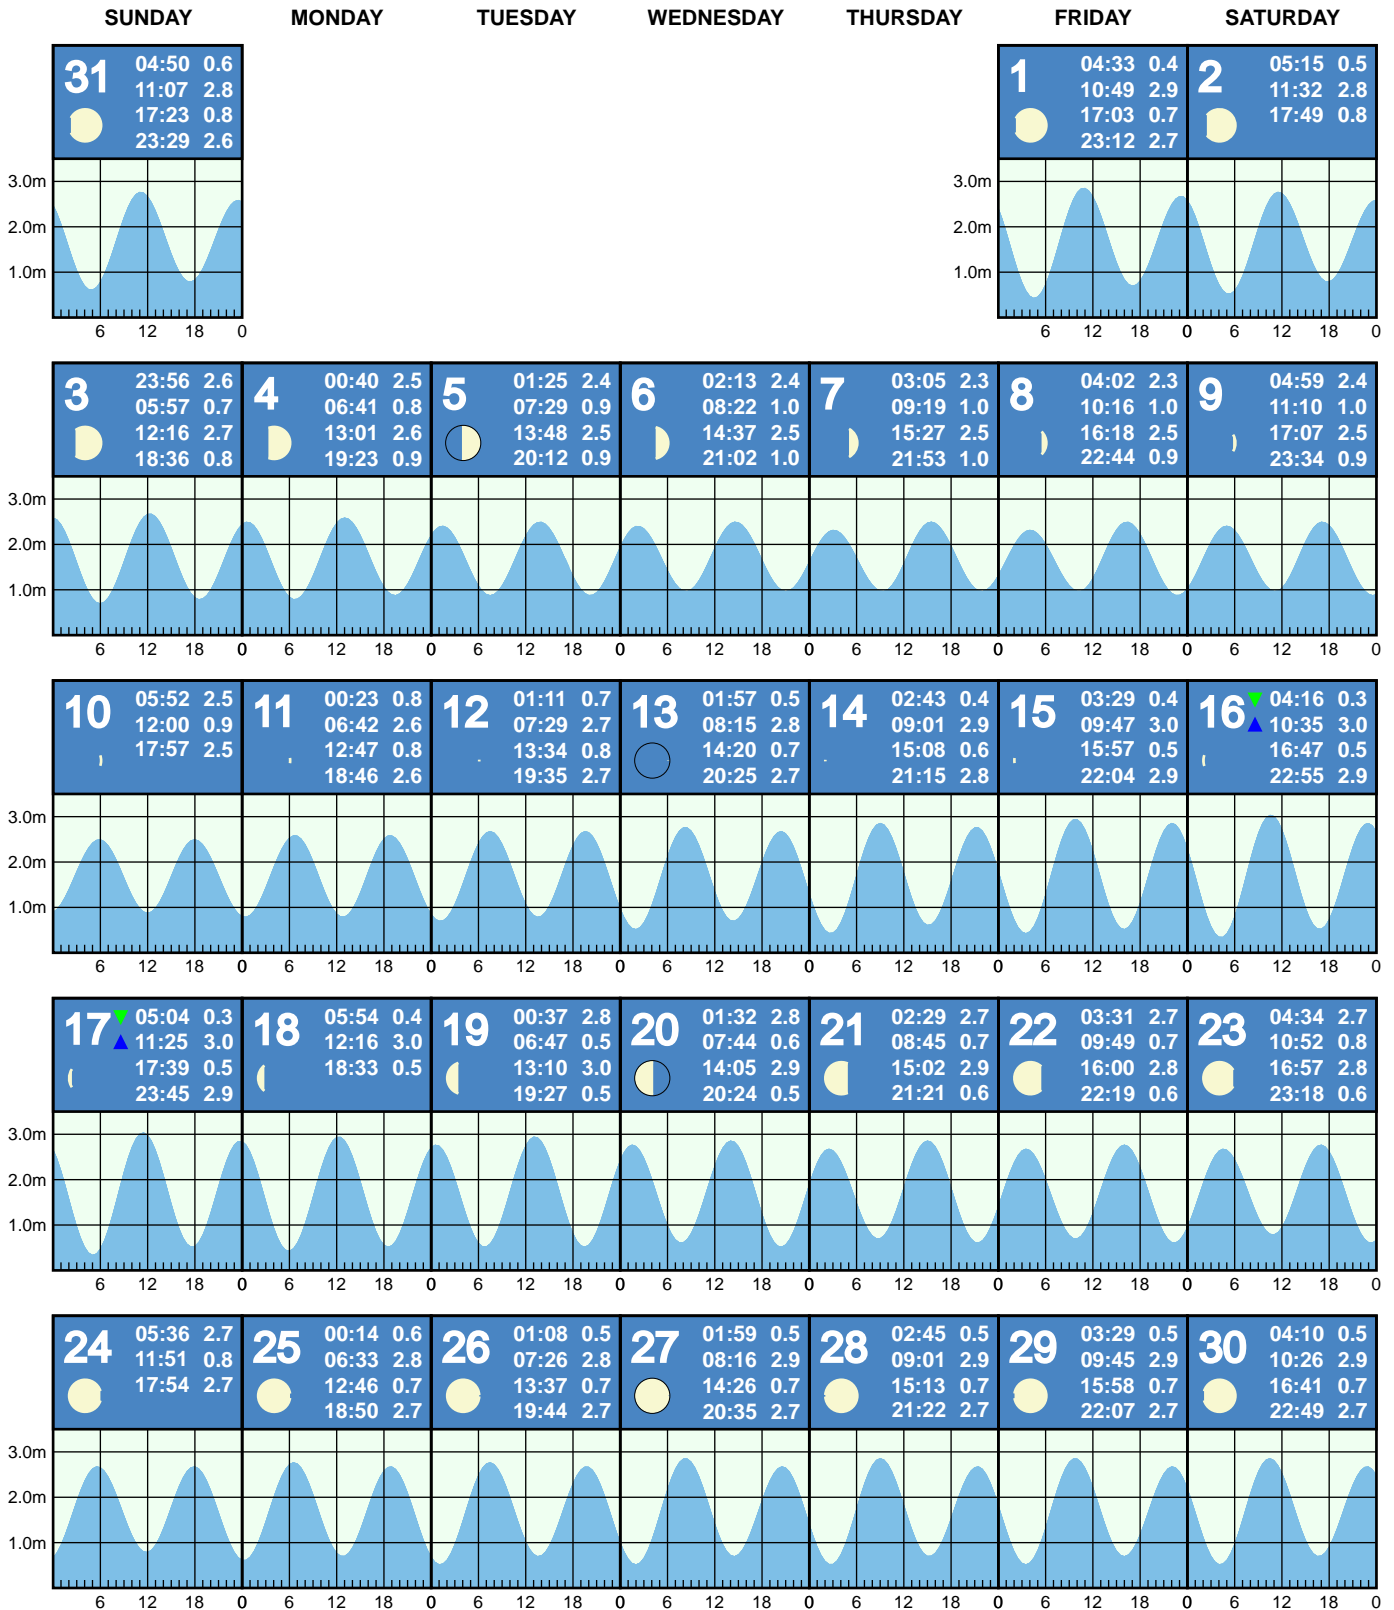 SUNDAY MONDAY TUESDAY WEDNESDAY THURSDAY FRIDAY SATURDAY
31 04:50 0.6
11:07 2.8
17:23 0.8
23:29 2.6
1 04:33 0.4
10:49 2.9
17:03 0.7
23:12 2.7
2 05:15 0.5
11:32 2.8
17:49 0.8
3.0m
2.0m
1.0m
6 12 18 0
3.0m
2.0m
1.0m
6 12 18 0 6 12 18 0
3 23:56 2.6
05:57 0.7
12:16 2.7
18:36 0.8
4 00:40 2.5
06:41 0.8
13:01 2.6
19:23 0.9
5 01:25 2.4
07:29 0.9
13:48 2.5
20:12 0.9
6 02:13 2.4
08:22 1.0
14:37 2.5
21:02 1.0
7 03:05 2.3
09:19 1.0
15:27 2.5
21:53 1.0
8 04:02 2.3
10:16 1.0
16:18 2.5
22:44 0.9
9 04:59 2.4
11:10 1.0
17:07 2.5
23:34 0.9
3.0m
2.0m
1.0m
6 12 18 0 6 12 18 0 6 12 18 0 6 12 18 0 6 12 18 0 6 12 18 0 6 12 18 0
10 05:52 2.5
12:00 0.9
17:57 2.5
11 00:23 0.8
06:42 2.6
12:47 0.8
18:46 2.6
12 01:11 0.7
07:29 2.7
13:34 0.8
19:35 2.7
13 01:57 0.5
08:15 2.8
14:20 0.7
20:25 2.7
14 02:43 0.4
09:01 2.9
15:08 0.6
21:15 2.8
15 03:29 0.4
09:47 3.0
15:57 0.5
22:04 2.9
16 04:16 0.3
10:35 3.0
16:47 0.5
22:55 2.9
3.0m
2.0m
1.0m
6 12 18 0 6 12 18 0 6 12 18 0 6 12 18 0 6 12 18 0 6 12 18 0 6 12 18 0
17 05:04 0.3
11:25 3.0
17:39 0.5
23:45 2.9
18 05:54 0.4
12:16 3.0
18:33 0.5
19 00:37 2.8
06:47 0.5
13:10 3.0
19:27 0.5
20 01:32 2.8
07:44 0.6
14:05 2.9
20:24 0.5
21 02:29 2.7
08:45 0.7
15:02 2.9
21:21 0.6
22 03:31 2.7
09:49 0.7
16:00 2.8
22:19 0.6
23 04:34 2.7
10:52 0.8
16:57 2.8
23:18 0.6
3.0m
2.0m
1.0m
6 12 18 0 6 12 18 0 6 12 18 0 6 12 18 0 6 12 18 0 6 12 18 0 6 12 18 0
24 05:36 2.7
11:51 0.8
17:54 2.7
25 00:14 0.6
06:33 2.8
12:46 0.7
18:50 2.7
26 01:08 0.5
07:26 2.8
13:37 0.7
19:44 2.7
27 01:59 0.5
08:16 2.9
14:26 0.7
20:35 2.7
28 02:45 0.5
09:01 2.9
15:13 0.7
21:22 2.7
29 03:29 0.5
09:45 2.9
15:58 0.7
22:07 2.7
30 04:10 0.5
10:26 2.9
16:41 0.7
22:49 2.7
3.0m
2.0m
1.0m
6 12 18 0 6 12 18 0 6 12 18 0 6 12 18 0 6 12 18 0 6 12 18 0 6 12 18 0